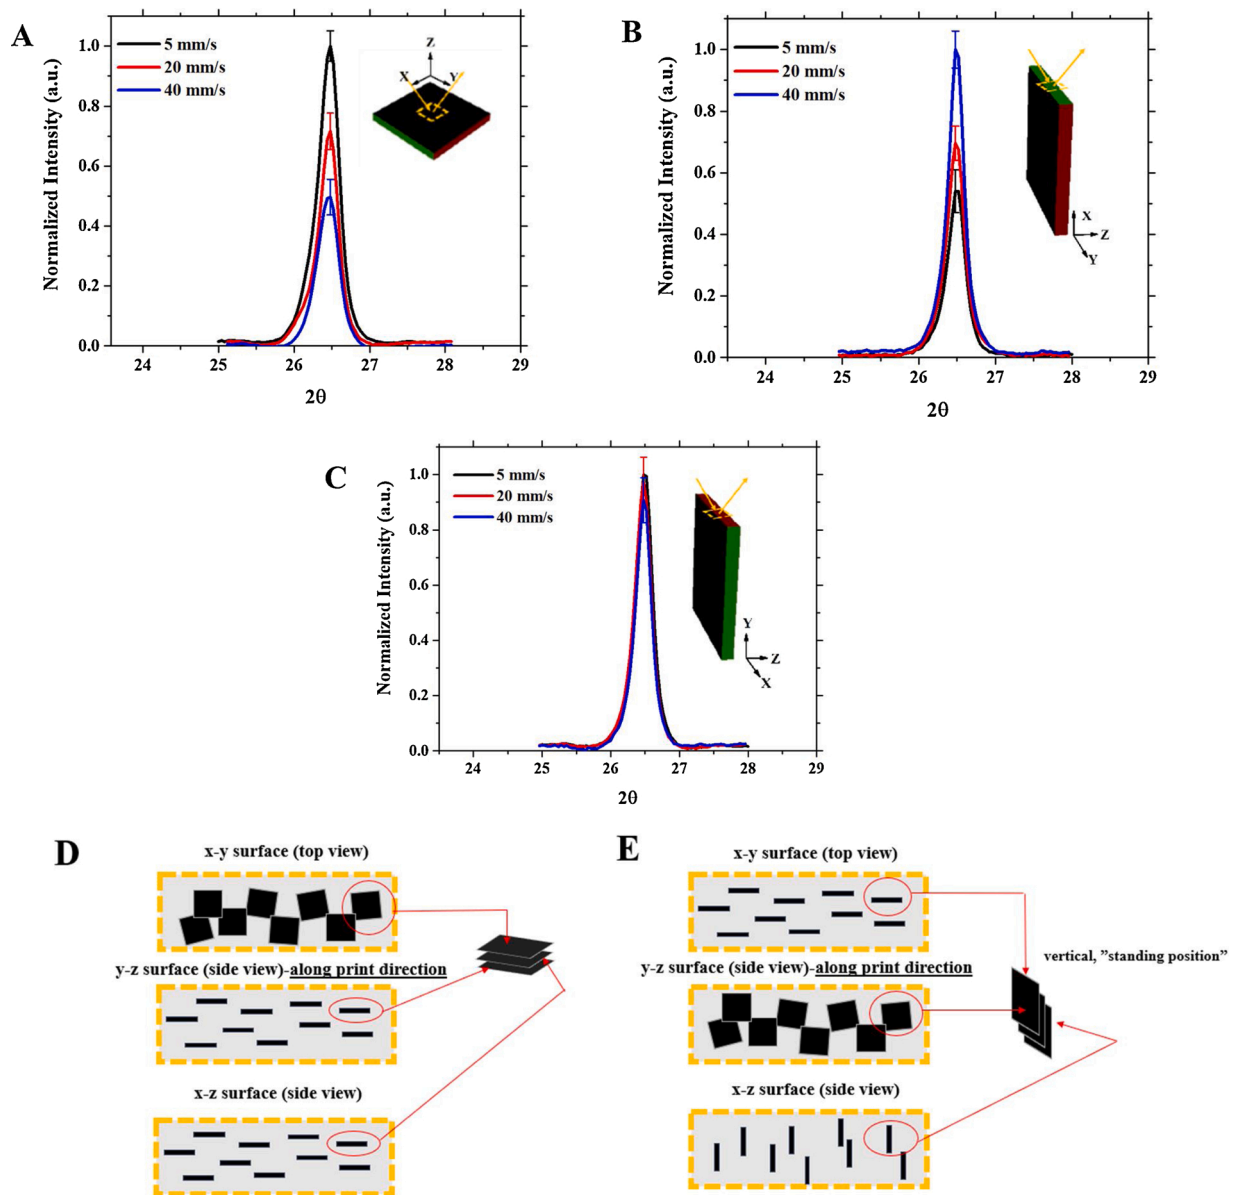 A
5 mm/s
20 mm/s
40 mm/s
Z
X
Y
Normalized Intensity (a.u.)
1.0
0.8
0.6
0.4
0.2
0.0
24
25
26
27
28
29
2θ
B
5 mm/s
20 mm/s
40 mm/s
X
Z
Y
Normalized Intensity (a.u.)
1.0
0.8
0.6
0.4
0.2
0.0
24
25
26
27
28
29
2θ
C
5 mm/s
20 mm/s
40 mm/s
Y
Z
X
Normalized Intensity (a.u.)
1.0
0.8
0.6
0.4
0.2
0.0
24
25
26
27
28
29
2θ
D
x-y surface (top view)
y-z surface (side view)-along print direction
x-z surface (side view)
E
x-y surface (top view)
y-z surface (side view)-along print direction
vertical, ”standing position”
x-z surface (side view)